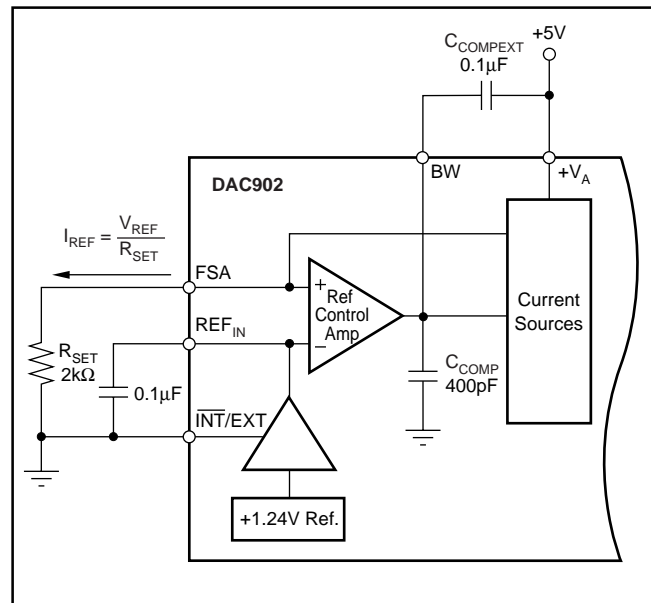 +5V
C_COMPEXT
0.1µF
BW
+V_A
DAC902
I_REF = V_REF / R_SET
FSA
+
Ref
Control
Amp
–
Current
Sources
REF_IN
R_SET
2kΩ
0.1µF
C_COMP
400pF
I̅N̅T̅/EXT
+1.24V Ref.